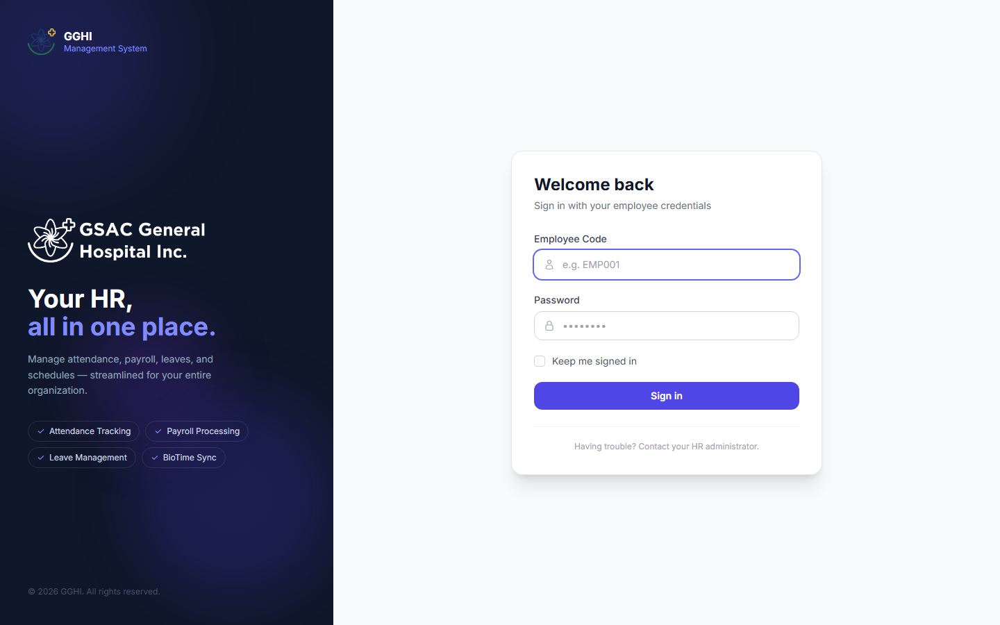 GGHI
Management System
GSAC General
Hospital Inc.
Your HR,
all in one place.
Manage attendance, payroll, leaves, and
schedules — streamlined for your entire
organization.
Attendance Tracking
Payroll Processing
Leave Management
BioTime Sync
© 2026 GGHI. All rights reserved.
Welcome back
Sign in with your employee credentials
Employee Code
e.g. EMP001
Password
••••••••
Keep me signed in
Sign in
Having trouble? Contact your HR administrator.